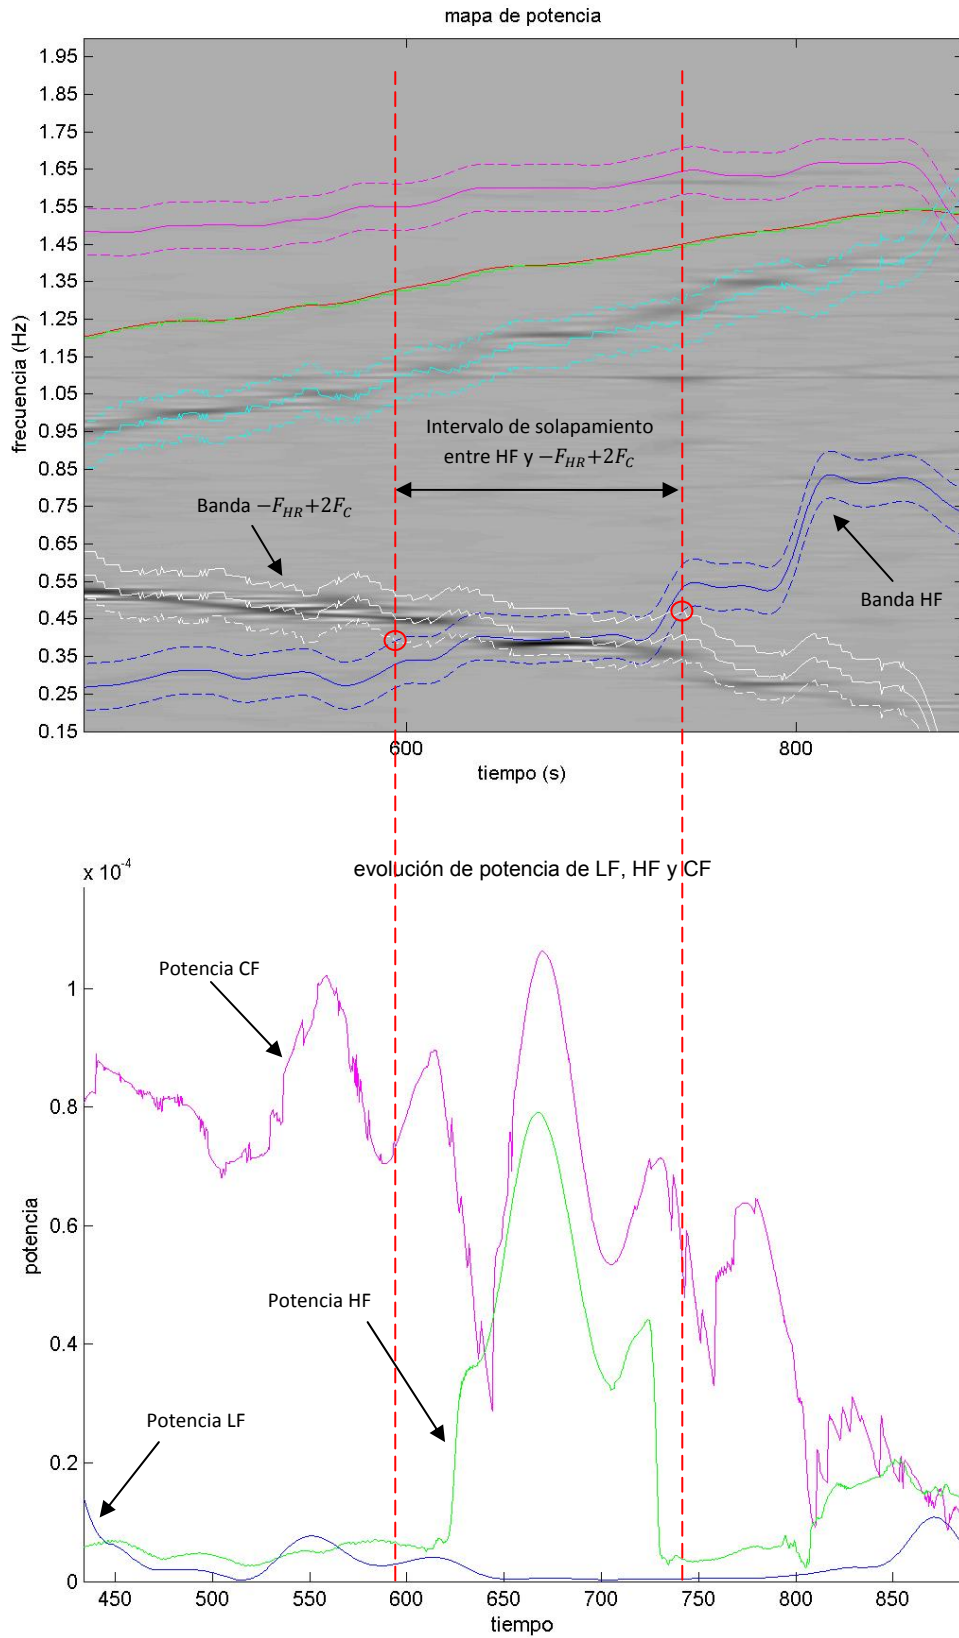 mapa de potencia
1.95
1.85
1.75
1.65
1.55
1.45
1.35
1.25
1.15
1.05
0.95
0.85
0.75
0.65
0.55
0.45
0.35
0.25
0.15
frecuencia (Hz)
Intervalo de solapamiento
entre HF y −F_HR+2F_C
Banda −F_HR+2F_C
Banda HF
600 800
tiempo (s)
x 10^-4
evolución de potencia de LF, HF y CF
Potencia CF
1
0.8
0.6
0.4
0.2
0
potencia
Potencia HF
Potencia LF
450 500 550 600 650 700 750 800 850
tiempo